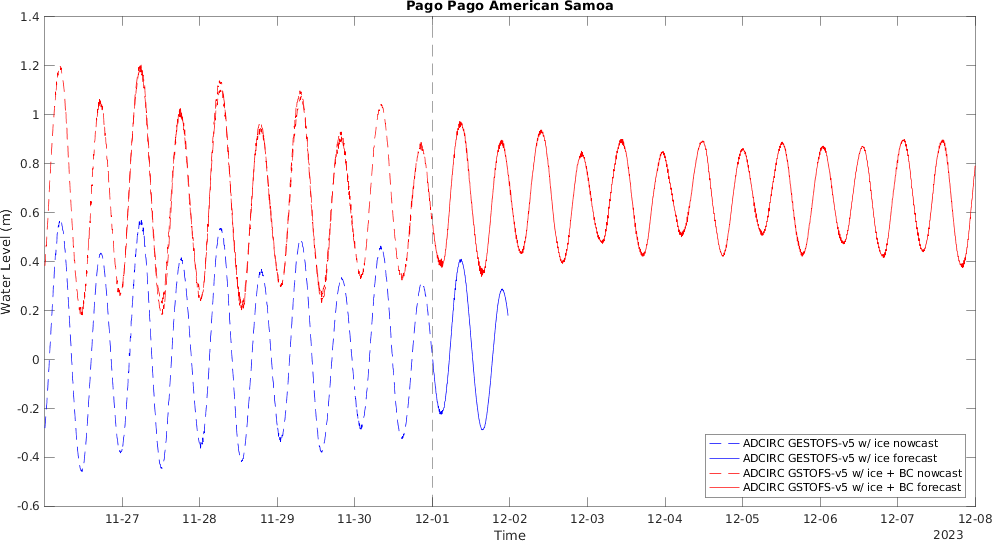 Pago Pago American Samoa
1.4
1.2
1
0.8
0.6
0.4
0.2
0
-0.2
-0.4
-0.6
Water Level (m)
ADCIRC GESTOFS-v5 w/ ice nowcast
ADCIRC GESTOFS-v5 w/ ice forecast
ADCIRC GSTOFS-v5 w/ ice + BC nowcast
ADCIRC GSTOFS-v5 w/ ice + BC forecast
11-27 11-28 11-29 11-30 12-01 12-02 12-03 12-04 12-05 12-06 12-07 12-08
Time
2023